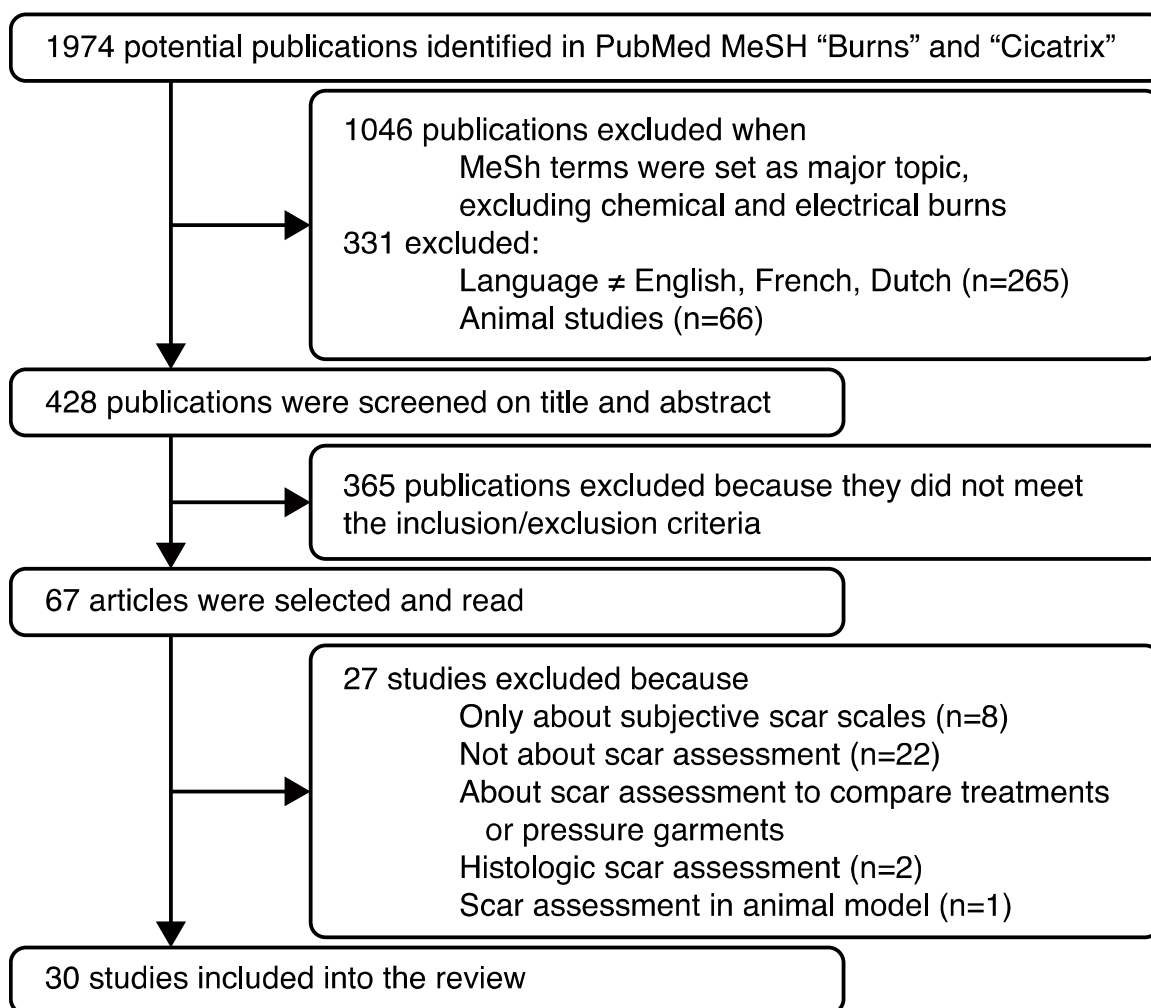 1974 potential publications identified in PubMed MeSH “Burns” and “Cicatrix”
1046 publications excluded when
MeSh terms were set as major topic,
excluding chemical and electrical burns
331 excluded:
Language ≠ English, French, Dutch (n=265)
Animal studies (n=66)
428 publications were screened on title and abstract
365 publications excluded because they did not meet
the inclusion/exclusion criteria
67 articles were selected and read
27 studies excluded because
Only about subjective scar scales (n=8)
Not about scar assessment (n=22)
About scar assessment to compare treatments
or pressure garments
Histologic scar assessment (n=2)
Scar assessment in animal model (n=1)
30 studies included into the review